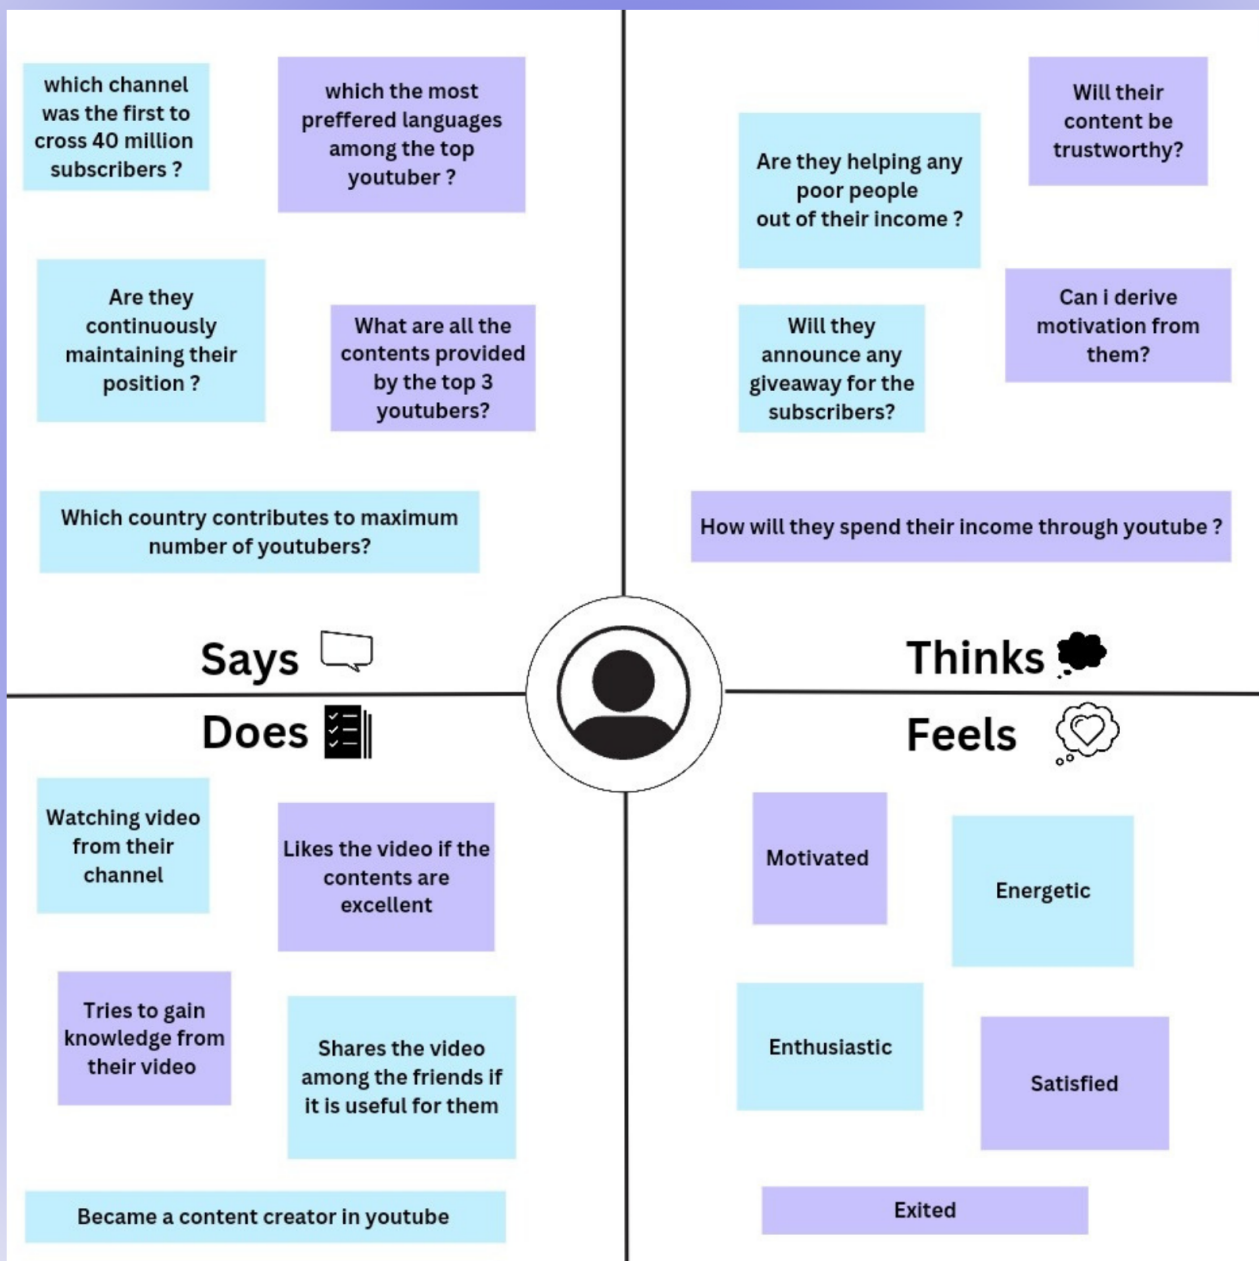 which channel
was the first to
cross 40 million
subscribers ?
which the most
preffered languages
among the top
youtuber ?
Are they
continuously
maintaining their
position ?
What are all the
contents provided
by the top 3
youtubers?
Which country contributes to maximum
number of youtubers?
Says
Are they helping any
poor people
out of their income ?
Will their
content be
trustworthy?
Will they
announce any
giveaway for the
subscribers?
Can i derive
motivation from
them?
How will they spend their income through youtube ?
Thinks
Does
Watching video
from their
channel
Likes the video if the
contents are
excellent
Tries to gain
knowledge from
their video
Shares the video
among the friends if
it is useful for them
Became a content creator in youtube
Feels
Motivated
Energetic
Enthusiastic
Satisfied
Exited